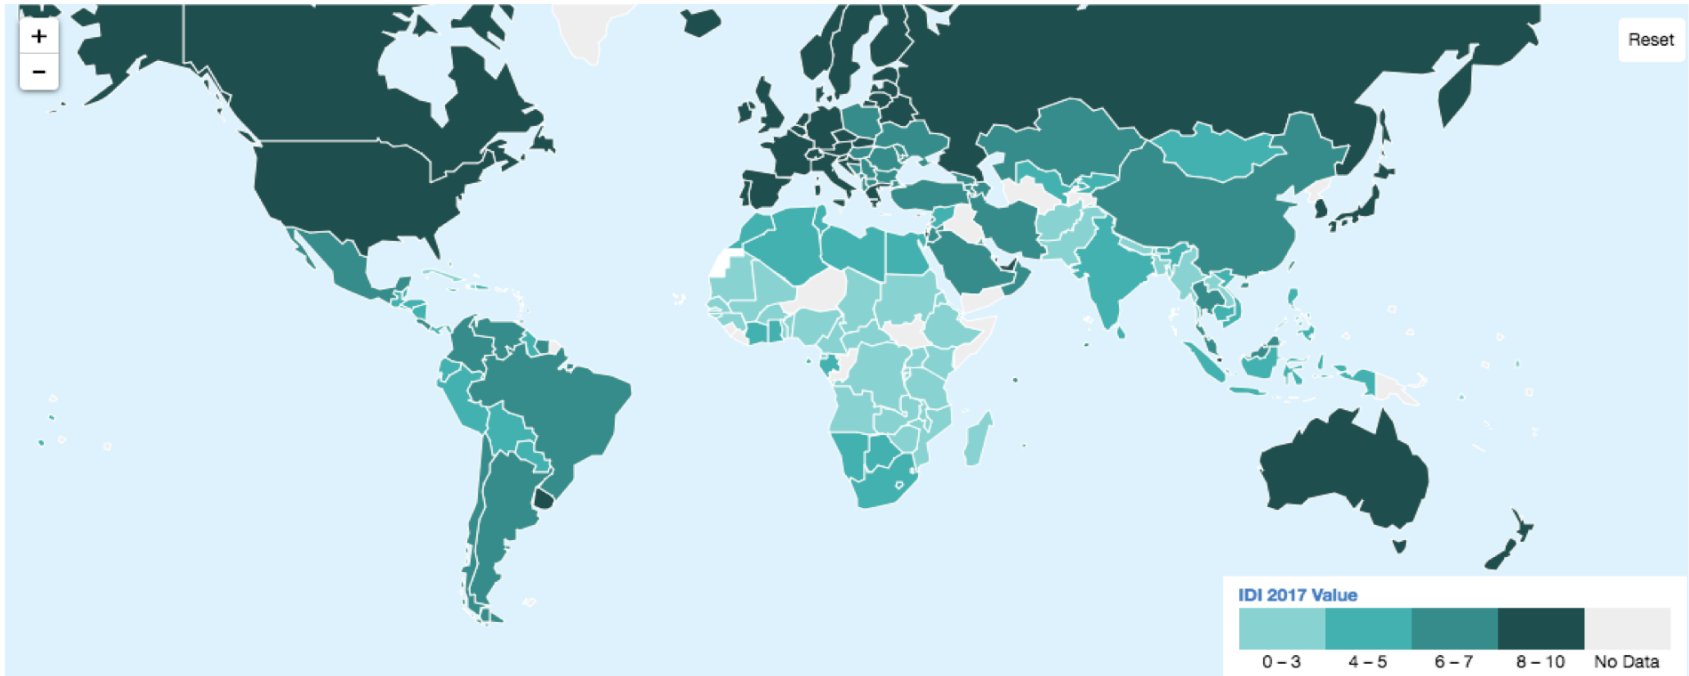 +
Reset
−
IDI 2017 Value
0 – 3 4 – 5 6 – 7 8 – 10 No Data